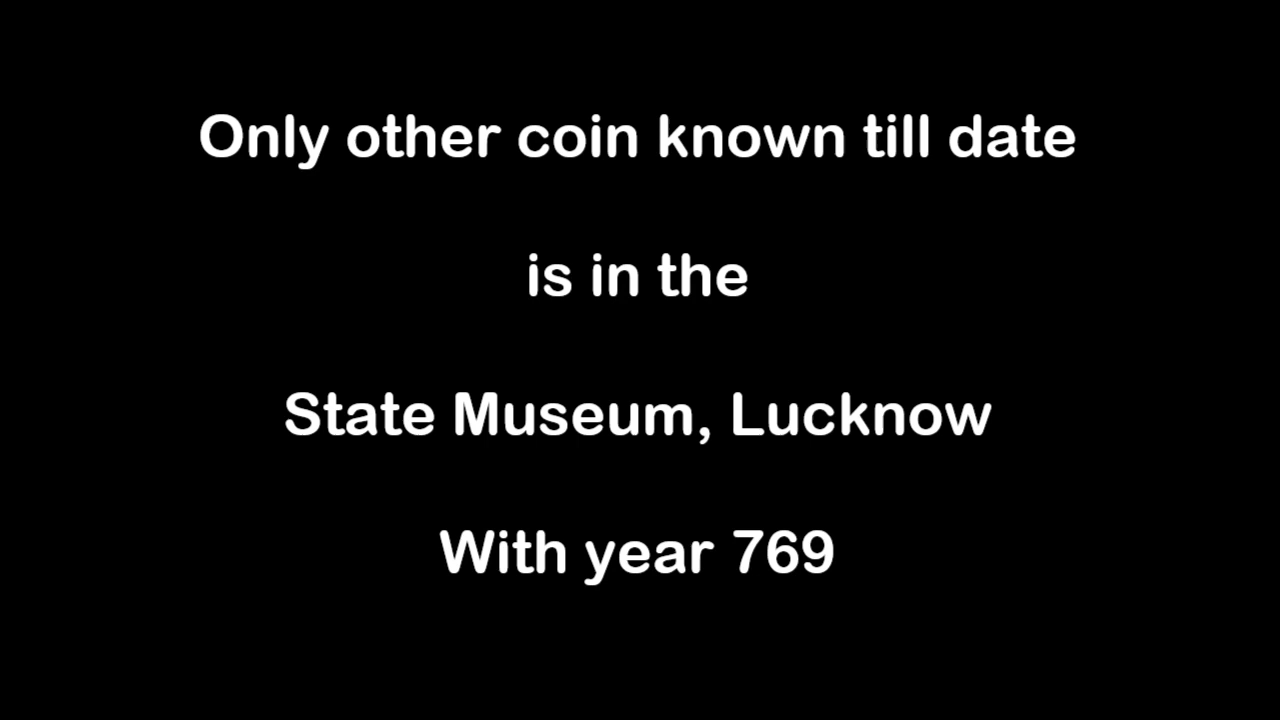 Only other coin known till date
is in the
State Museum, Lucknow
With year 769